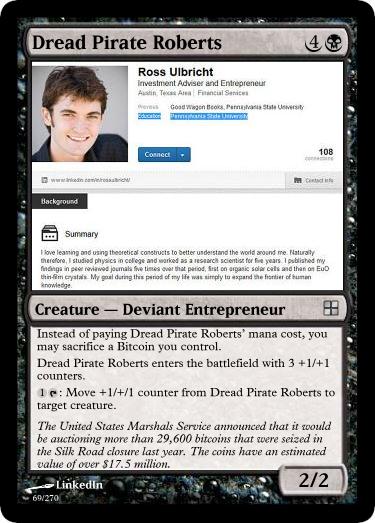 Dread Pirate Roberts 4
Ross Ulbricht
Investment Adviser and Entrepreneur
Austin, Texas Area | Financial Services
Previous Good Wagon Books, Pennsylvania State University
Education Pennsylvania State University
Connect
108
connections
www.linkedin.com/in/rossulbricht/
Contact Info
Background
Summary
I love learning and using theoretical constructs to better understand the world around me. Naturally
therefore, I studied physics in college and worked as a research scientist for five years. I published my
findings in peer reviewed journals five times over that period, first on organic solar cells and then on EuO
thin-film crystals. My goal during this period of my life was simply to expand the frontier of human
knowledge.
Creature — Deviant Entrepreneur
Instead of paying Dread Pirate Roberts' mana cost, you
may sacrifice a Bitcoin you control.
Dread Pirate Roberts enters the battlefield with 3 +1/+1
counters.
1 : Move +1/+/1 counter from Dread Pirate Roberts to
target creature.
The United States Marshals Service announced that it would
be auctioning more than 29,600 bitcoins that were seized in
the Silk Road closure last year. The coins have an estimated
value of over $17.5 million.
2/2
LinkedIn
69/270